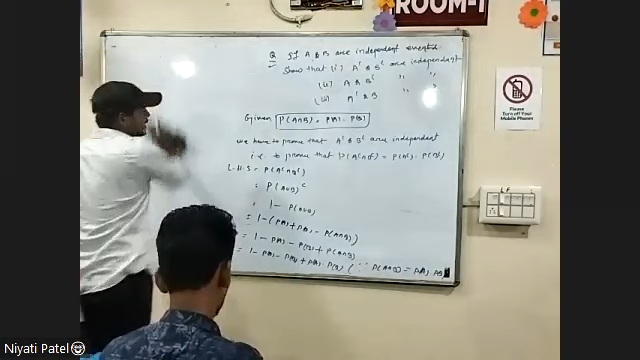 ROOM-1
Q If A & B are independent events
Show that (i) A' & B' are independent
(ii) A & B' " "
(iii) A' & B " "
Given P(A∩B) = P(A)·P(B)
We have to prove that A' & B' are independent
i.e to prove that P(A'∩B') = P(A')·P(B')
L·H·S = P(A'∩B')
= P(A∪B)ᶜ
= 1 - P(A∪B)
= 1 - (P(A) + P(B) - P(A∩B))
= 1 - P(A) - P(B) + P(A∩B)
= 1 - P(A) - P(B) + P(A)·P(B) (∵ P(A∩B) = P(A)·P(B)
Please
Turn off your
Mobile Phones
L F
Niyati Patel